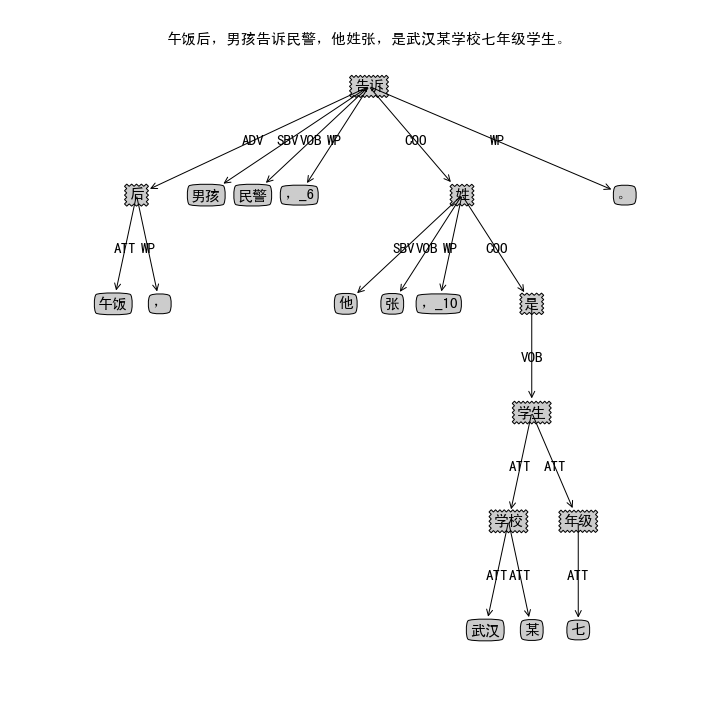 午饭后，男孩告诉民警，他姓张，是武汉某学校七年级学生。
告诉
ADV SBV VOB WP COO WP
后 男孩 民警 ，_6 姓 。
ATT WP SBV VOB WP COO
午饭 ， 他 张 ，_10 是
VOB
学生
ATT ATT
学校 年级
ATT ATT ATT
武汉 某 七